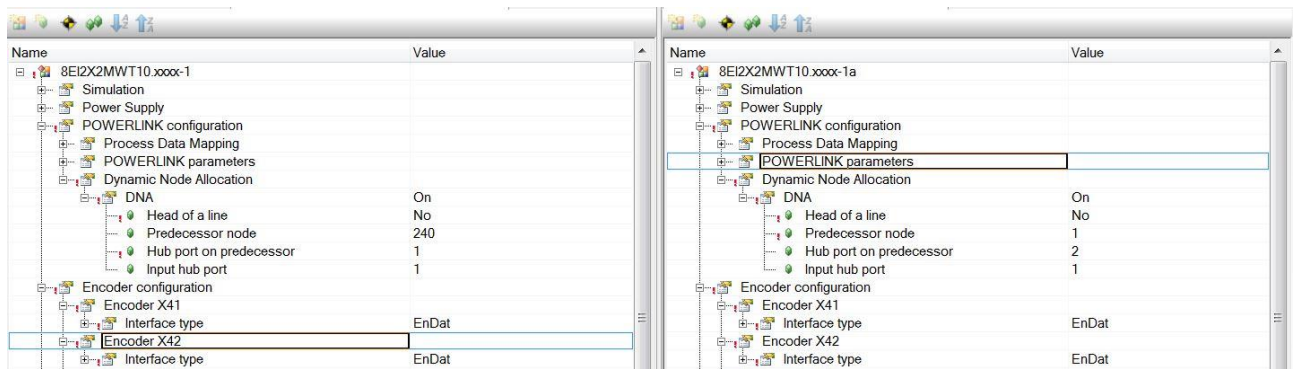 Name Value
8EI2X2MWT10.xxxx-1
Simulation
Power Supply
POWERLINK configuration
Process Data Mapping
POWERLINK parameters
Dynamic Node Allocation
DNA On
Head of a line No
Predecessor node 240
Hub port on predecessor 1
Input hub port 1
Encoder configuration
Encoder X41
Interface type EnDat
Encoder X42
Interface type EnDat
Name Value
8EI2X2MWT10.xxxx-1a
Simulation
Power Supply
POWERLINK configuration
Process Data Mapping
POWERLINK parameters
Dynamic Node Allocation
DNA On
Head of a line No
Predecessor node 1
Hub port on predecessor 2
Input hub port 1
Encoder configuration
Encoder X41
Interface type EnDat
Encoder X42
Interface type EnDat